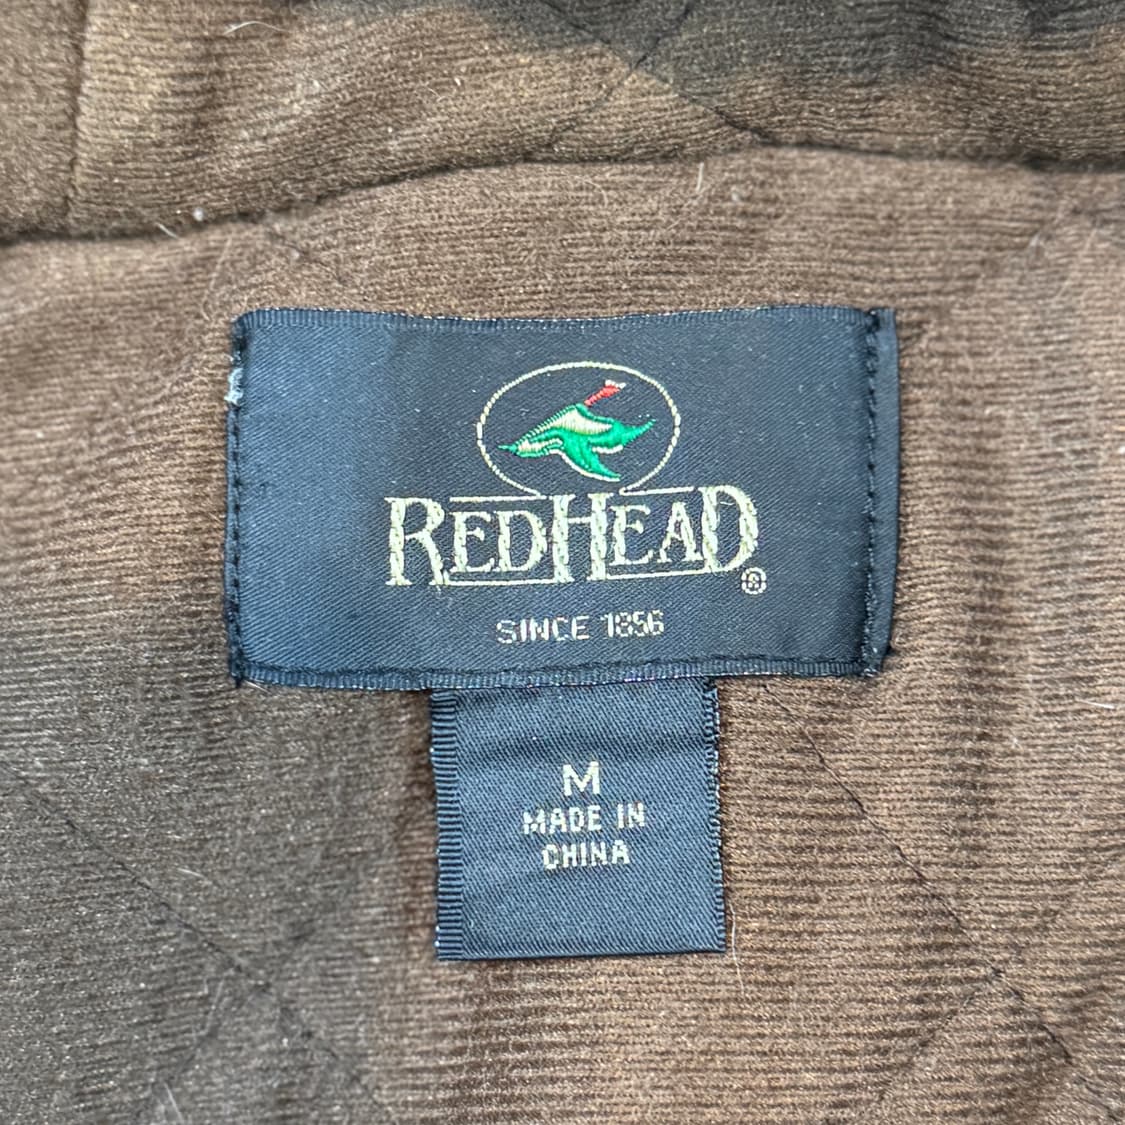 REDHEAD®
SINCE 1856
M
MADE IN
CHINA